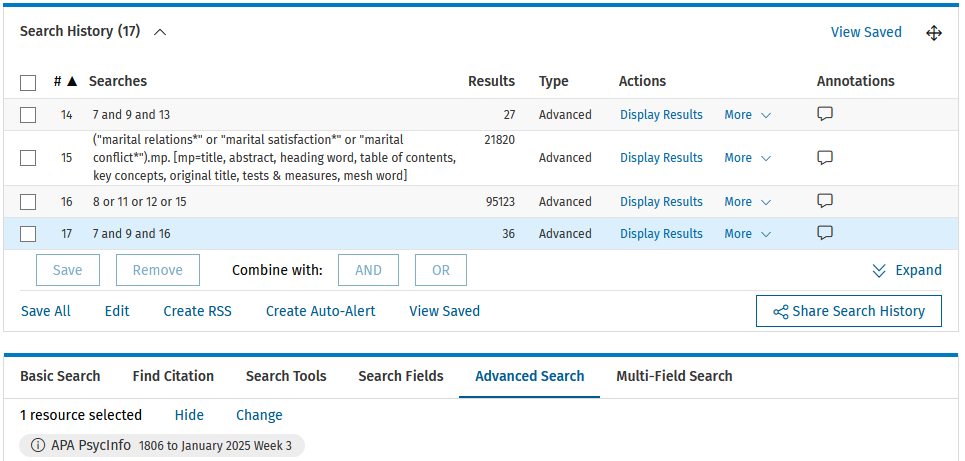 Search History (17) View Saved
# ▲ Searches Results Type Actions Annotations
14 7 and 9 and 13 27 Advanced Display Results More
15 ("marital relations*" or "marital satisfaction*" or "marital conflict*").mp. [mp=title, abstract, heading word, table of contents, key concepts, original title, tests & measures, mesh word] 21820 Advanced Display Results More
16 8 or 11 or 12 or 15 95123 Advanced Display Results More
17 7 and 9 and 16 36 Advanced Display Results More
Save Remove Combine with: AND OR Expand
Save All Edit Create RSS Create Auto-Alert View Saved Share Search History
Basic Search Find Citation Search Tools Search Fields Advanced Search Multi-Field Search
1 resource selected Hide Change
APA PsycInfo 1806 to January 2025 Week 3